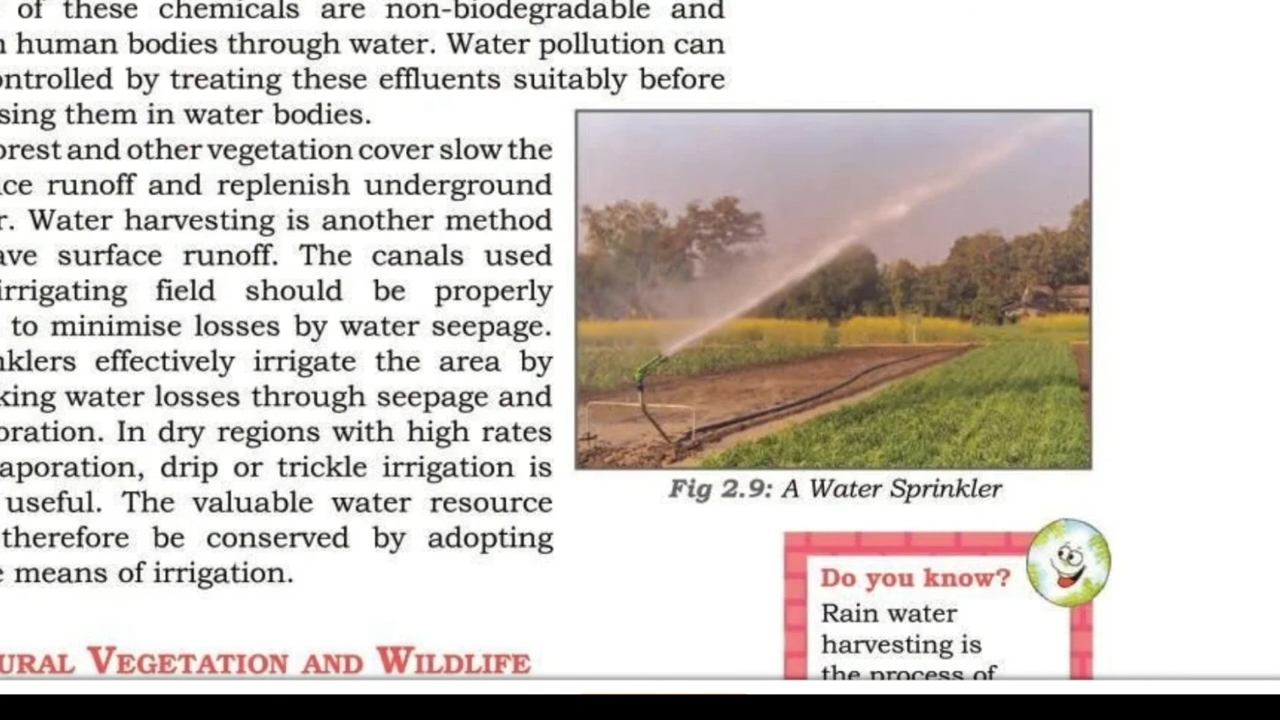 of these chemicals are non-biodegradable and
human bodies through water. Water pollution can
ontrolled by treating these effluents suitably before
sing them in water bodies.
orest and other vegetation cover slow the
ce runoff and replenish underground
r. Water harvesting is another method
ave surface runoff. The canals used
irrigating field should be properly
to minimise losses by water seepage.
nklers effectively irrigate the area by
king water losses through seepage and
oration. In dry regions with high rates
aporation, drip or trickle irrigation is
useful. The valuable water resource
therefore be conserved by adopting
e means of irrigation.
Fig 2.9: A Water Sprinkler
Do you know?
Rain water
harvesting is
the process of
URAL VEGETATION AND WILDLIFE